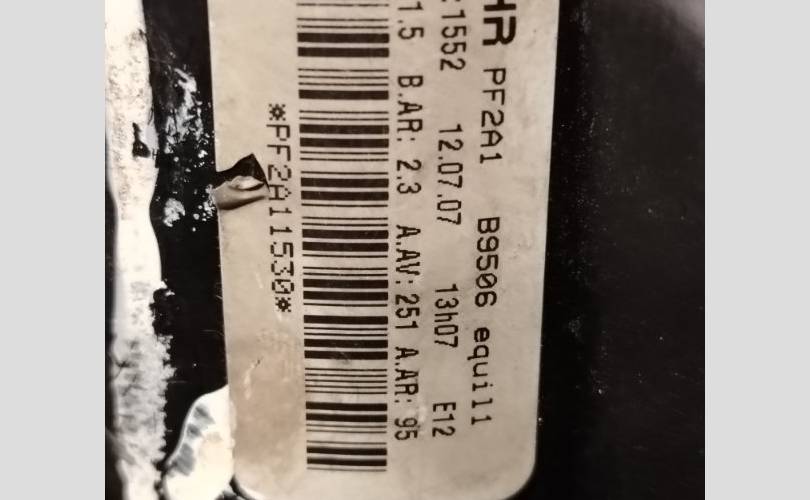 HR PF2A1 B9506 equil1
:1552 12.07.07 13h07 E12
1.5 B.AR: 2.3 A.AV: 251 A.AR: 95
*PF2A11530*